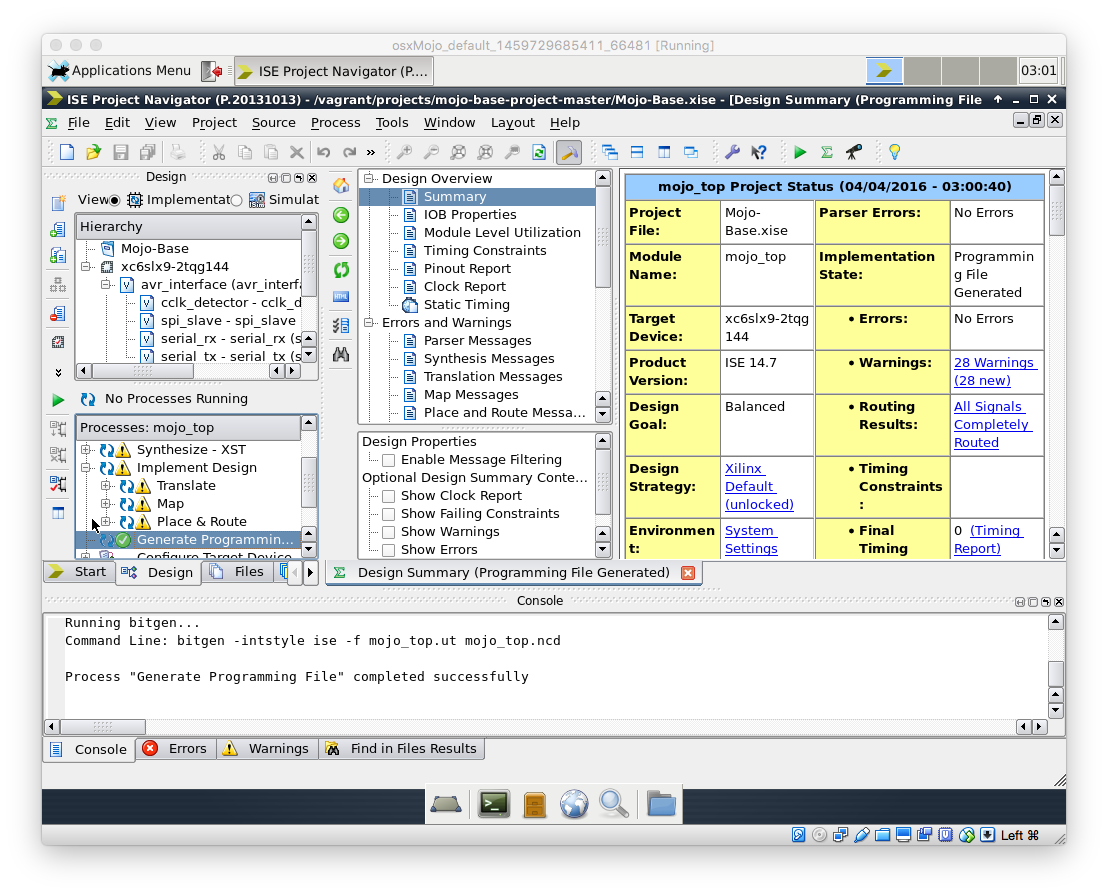 osxMojo_default_1459729685411_66481 [Running]
Applications Menu
ISE Project Navigator (P....
03:01
ISE Project Navigator (P.20131013) - /vagrant/projects/mojo-base-project-master/Mojo-Base.xise - [Design Summary (Programming File
File Edit View Project Source Process Tools Window Layout Help
Design
View Implementat Simulat
Hierarchy
Mojo-Base
xc6slx9-2tqg144
avr_interface (avr_interfa
cclk_detector - cclk_d
spi_slave - spi_slave
serial_rx - serial_rx (s
serial_tx - serial_tx (s
No Processes Running
Processes: mojo_top
Synthesize - XST
Implement Design
Translate
Map
Place & Route
Generate Programmin...
Configure Target Device
Start
Design
Files
Design Overview
Summary
IOB Properties
Module Level Utilization
Timing Constraints
Pinout Report
Clock Report
Static Timing
Errors and Warnings
Parser Messages
Synthesis Messages
Translation Messages
Map Messages
Place and Route Messa...
Design Properties
Enable Message Filtering
Optional Design Summary Conte...
Show Clock Report
Show Failing Constraints
Show Warnings
Show Errors
mojo_top Project Status (04/04/2016 - 03:00:40)
Project
File:
Mojo-
Base.xise
Parser Errors:
No Errors
Module
Name:
mojo_top
Implementation
State:
Programmin
g File
Generated
Target
Device:
xc6slx9-2tqg
144
• Errors:
No Errors
Product
Version:
ISE 14.7
• Warnings:
28 Warnings
(28 new)
Design
Goal:
Balanced
• Routing
Results:
All Signals
Completely
Routed
Design
Strategy:
Xilinx
Default
(unlocked)
• Timing
Constraints
:
Environmen
t:
System
Settings
• Final
Timing
0 (Timing
Report)
Design Summary (Programming File Generated)
Console
Running bitgen...
Command Line: bitgen -intstyle ise -f mojo_top.ut mojo_top.ncd
Process "Generate Programming File" completed successfully
Console
Errors
Warnings
Find in Files Results
Left ⌘